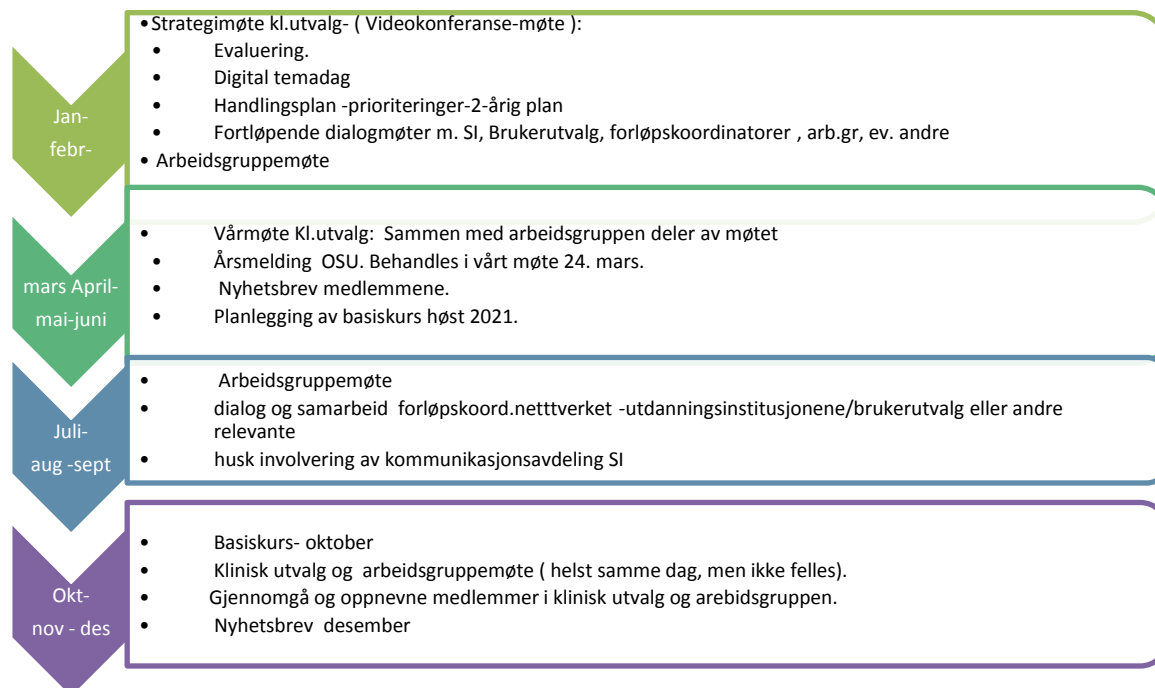 Jan-
febr-
•Strategimøte kl.utvalg- ( Videokonferanse-møte ):
• Evaluering.
• Digital temadag
• Handlingsplan -prioriteringer-2-årig plan
• Fortløpende dialogmøter m. SI, Brukerutvalg, forløpskoordinatorer , arb.gr, ev. andre
• Arbeidsgruppemøte
mars April-
mai-juni
• Vårmøte Kl.utvalg: Sammen med arbeidsgruppen deler av møtet
• Årsmelding OSU. Behandles i vårt møte 24. mars.
• Nyhetsbrev medlemmene.
• Planlegging av basiskurs høst 2021.
Juli-
aug -sept
• Arbeidsgruppemøte
• dialog og samarbeid forløpskoord.netttverket -utdanningsinstitusjonene/brukerutvalg eller andre
relevante
• husk involvering av kommunikasjonsavdeling SI
Okt-
nov - des
• Basiskurs- oktober
• Klinisk utvalg og arbeidsgruppemøte ( helst samme dag, men ikke felles).
• Gjennomgå og oppnevne medlemmer i klinisk utvalg og arebidsgruppen.
• Nyhetsbrev desember